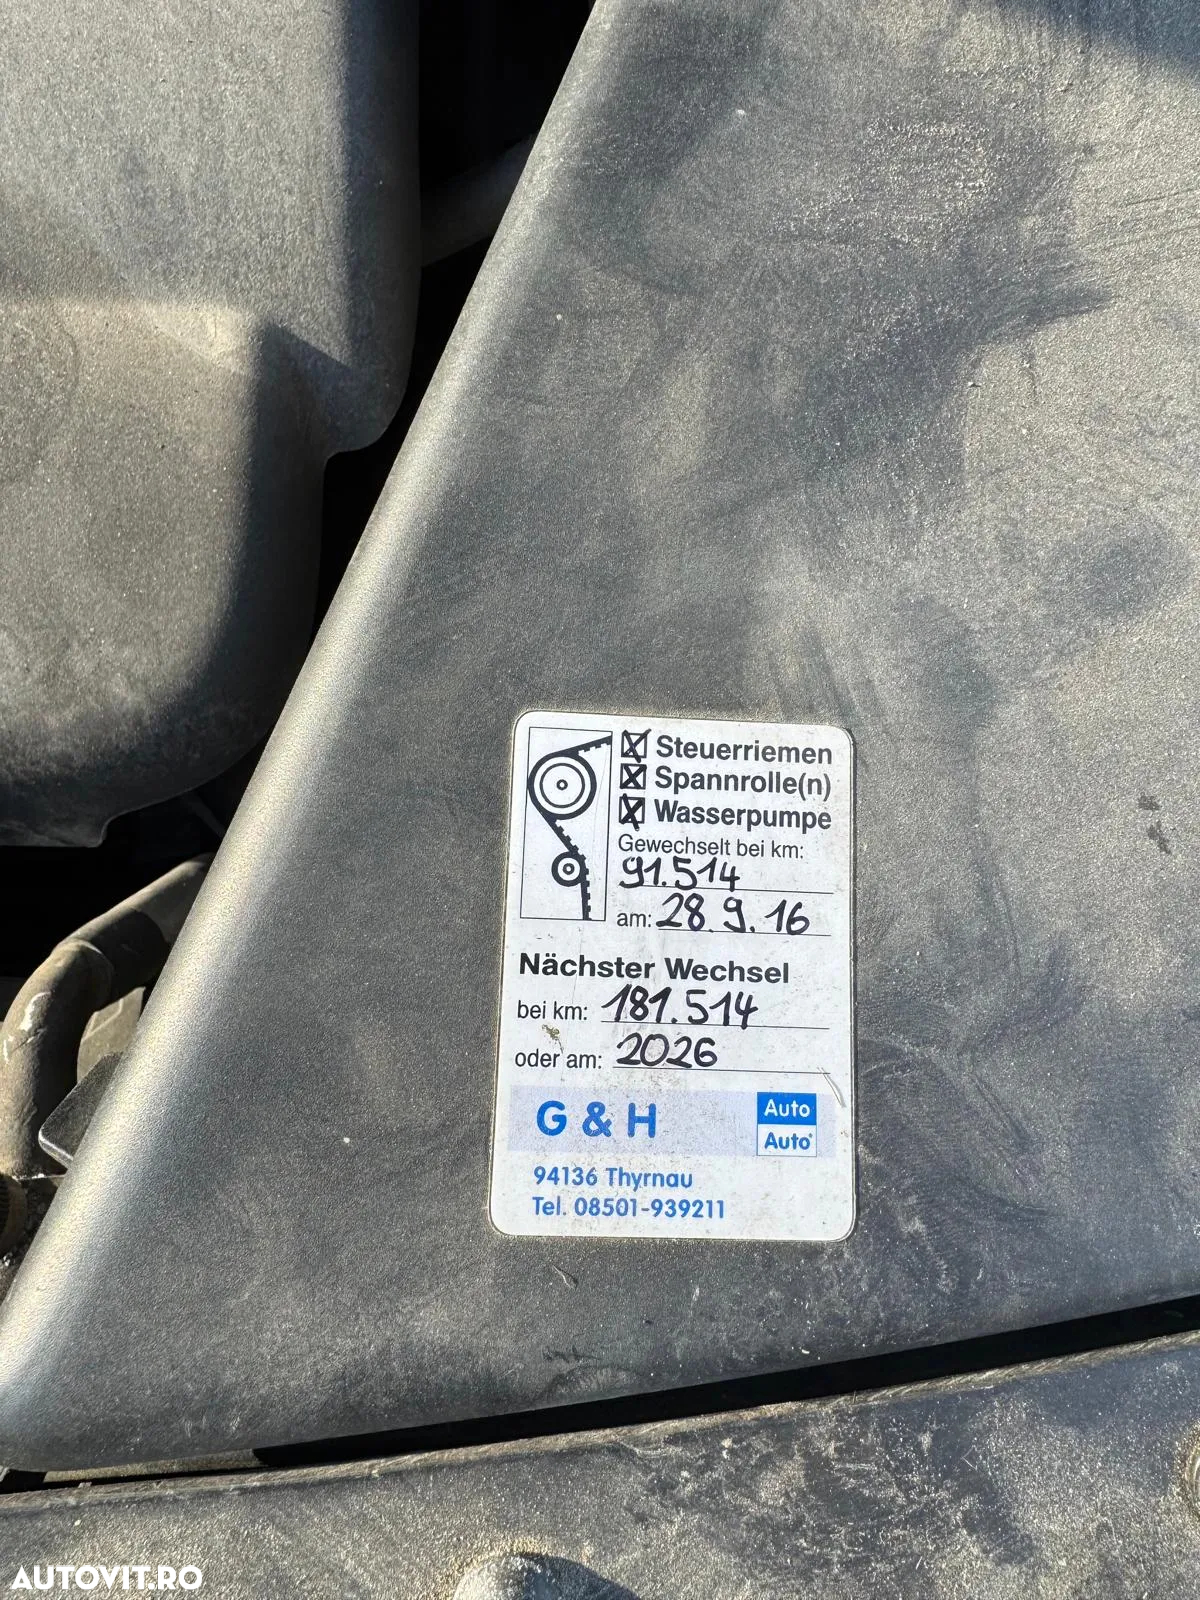 Steuerriemen
Spannrolle(n)
Wasserpumpe
Gewechselt bei km:
91.514
am: 28.9.16
Nächster Wechsel
bei km: 181.514
oder am: 2026
G & H
Auto
Auto+
94136 Thyrnau
Tel. 08501-939211
AUTOVIT.RO